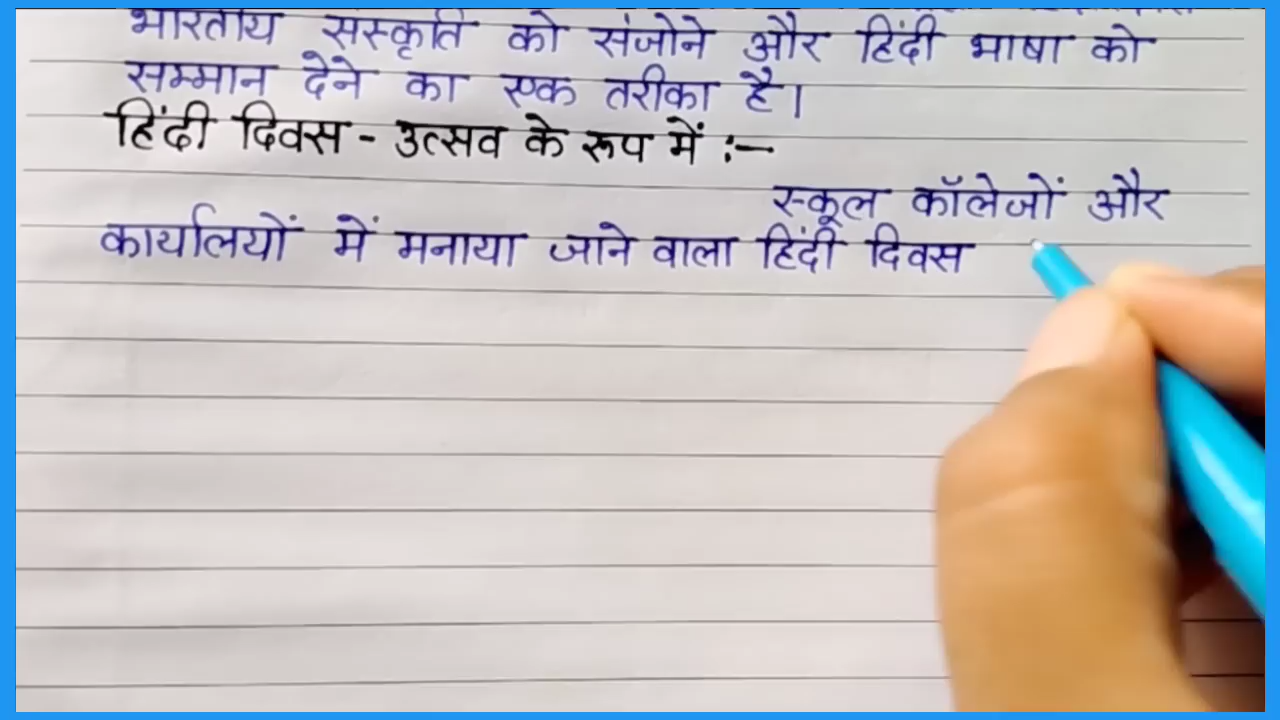 भारतीय संस्कृति को संजोने और हिंदी भाषा को
सम्मान देने का एक तरीका है।
हिंदी दिवस - उत्सव के रूप में :-
स्कूल कॉलेजों और
कार्यालयों में मनाया जाने वाला हिंदी दिवस